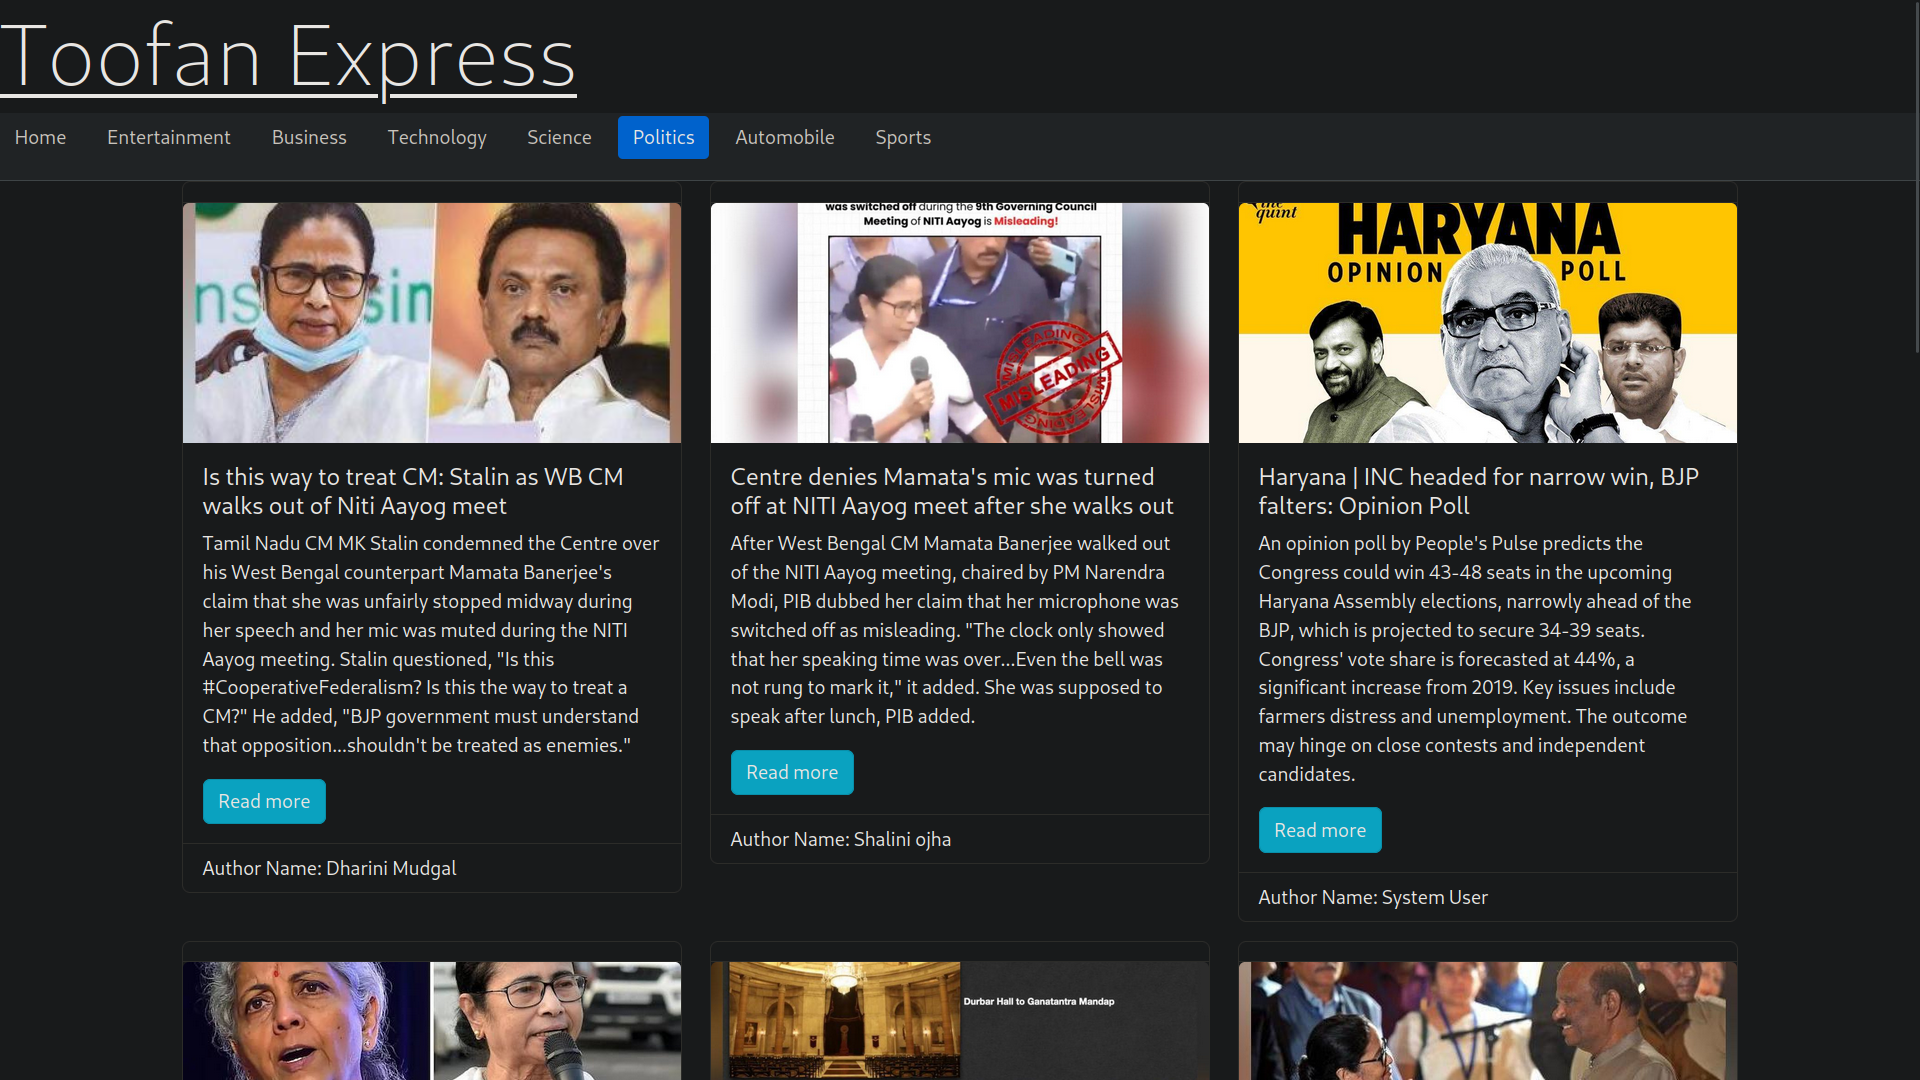 Toofan Express
Home Entertainment Business Technology Science Politics Automobile Sports
ns sin
Is this way to treat CM: Stalin as WB CM
walks out of Niti Aayog meet
Tamil Nadu CM MK Stalin condemned the Centre over
his West Bengal counterpart Mamata Banerjee's
claim that she was unfairly stopped midway during
her speech and her mic was muted during the NITI
Aayog meeting. Stalin questioned, "Is this
#CooperativeFederalism? Is this the way to treat a
CM?" He added, "BJP government must understand
that opposition...shouldn't be treated as enemies."
Read more
Author Name: Dharini Mudgal
was switched off during the 9th Governing Council
Meeting of NITI Aayog is Misleading!
MISLEADING
MISLEADING
MISLEADING
Centre denies Mamata's mic was turned
off at NITI Aayog meet after she walks out
After West Bengal CM Mamata Banerjee walked out
of the NITI Aayog meeting, chaired by PM Narendra
Modi, PIB dubbed her claim that her microphone was
switched off as misleading. "The clock only showed
that her speaking time was over...Even the bell was
not rung to mark it," it added. She was supposed to
speak after lunch, PIB added.
Read more
Author Name: Shalini ojha
the
quint
HARYANA
OPINION POLL
Haryana | INC headed for narrow win, BJP
falters: Opinion Poll
An opinion poll by People's Pulse predicts the
Congress could win 43-48 seats in the upcoming
Haryana Assembly elections, narrowly ahead of the
BJP, which is projected to secure 34-39 seats.
Congress' vote share is forecasted at 44%, a
significant increase from 2019. Key issues include
farmers distress and unemployment. The outcome
may hinge on close contests and independent
candidates.
Read more
Author Name: System User
Durbar Hall to Ganatantra Mandap